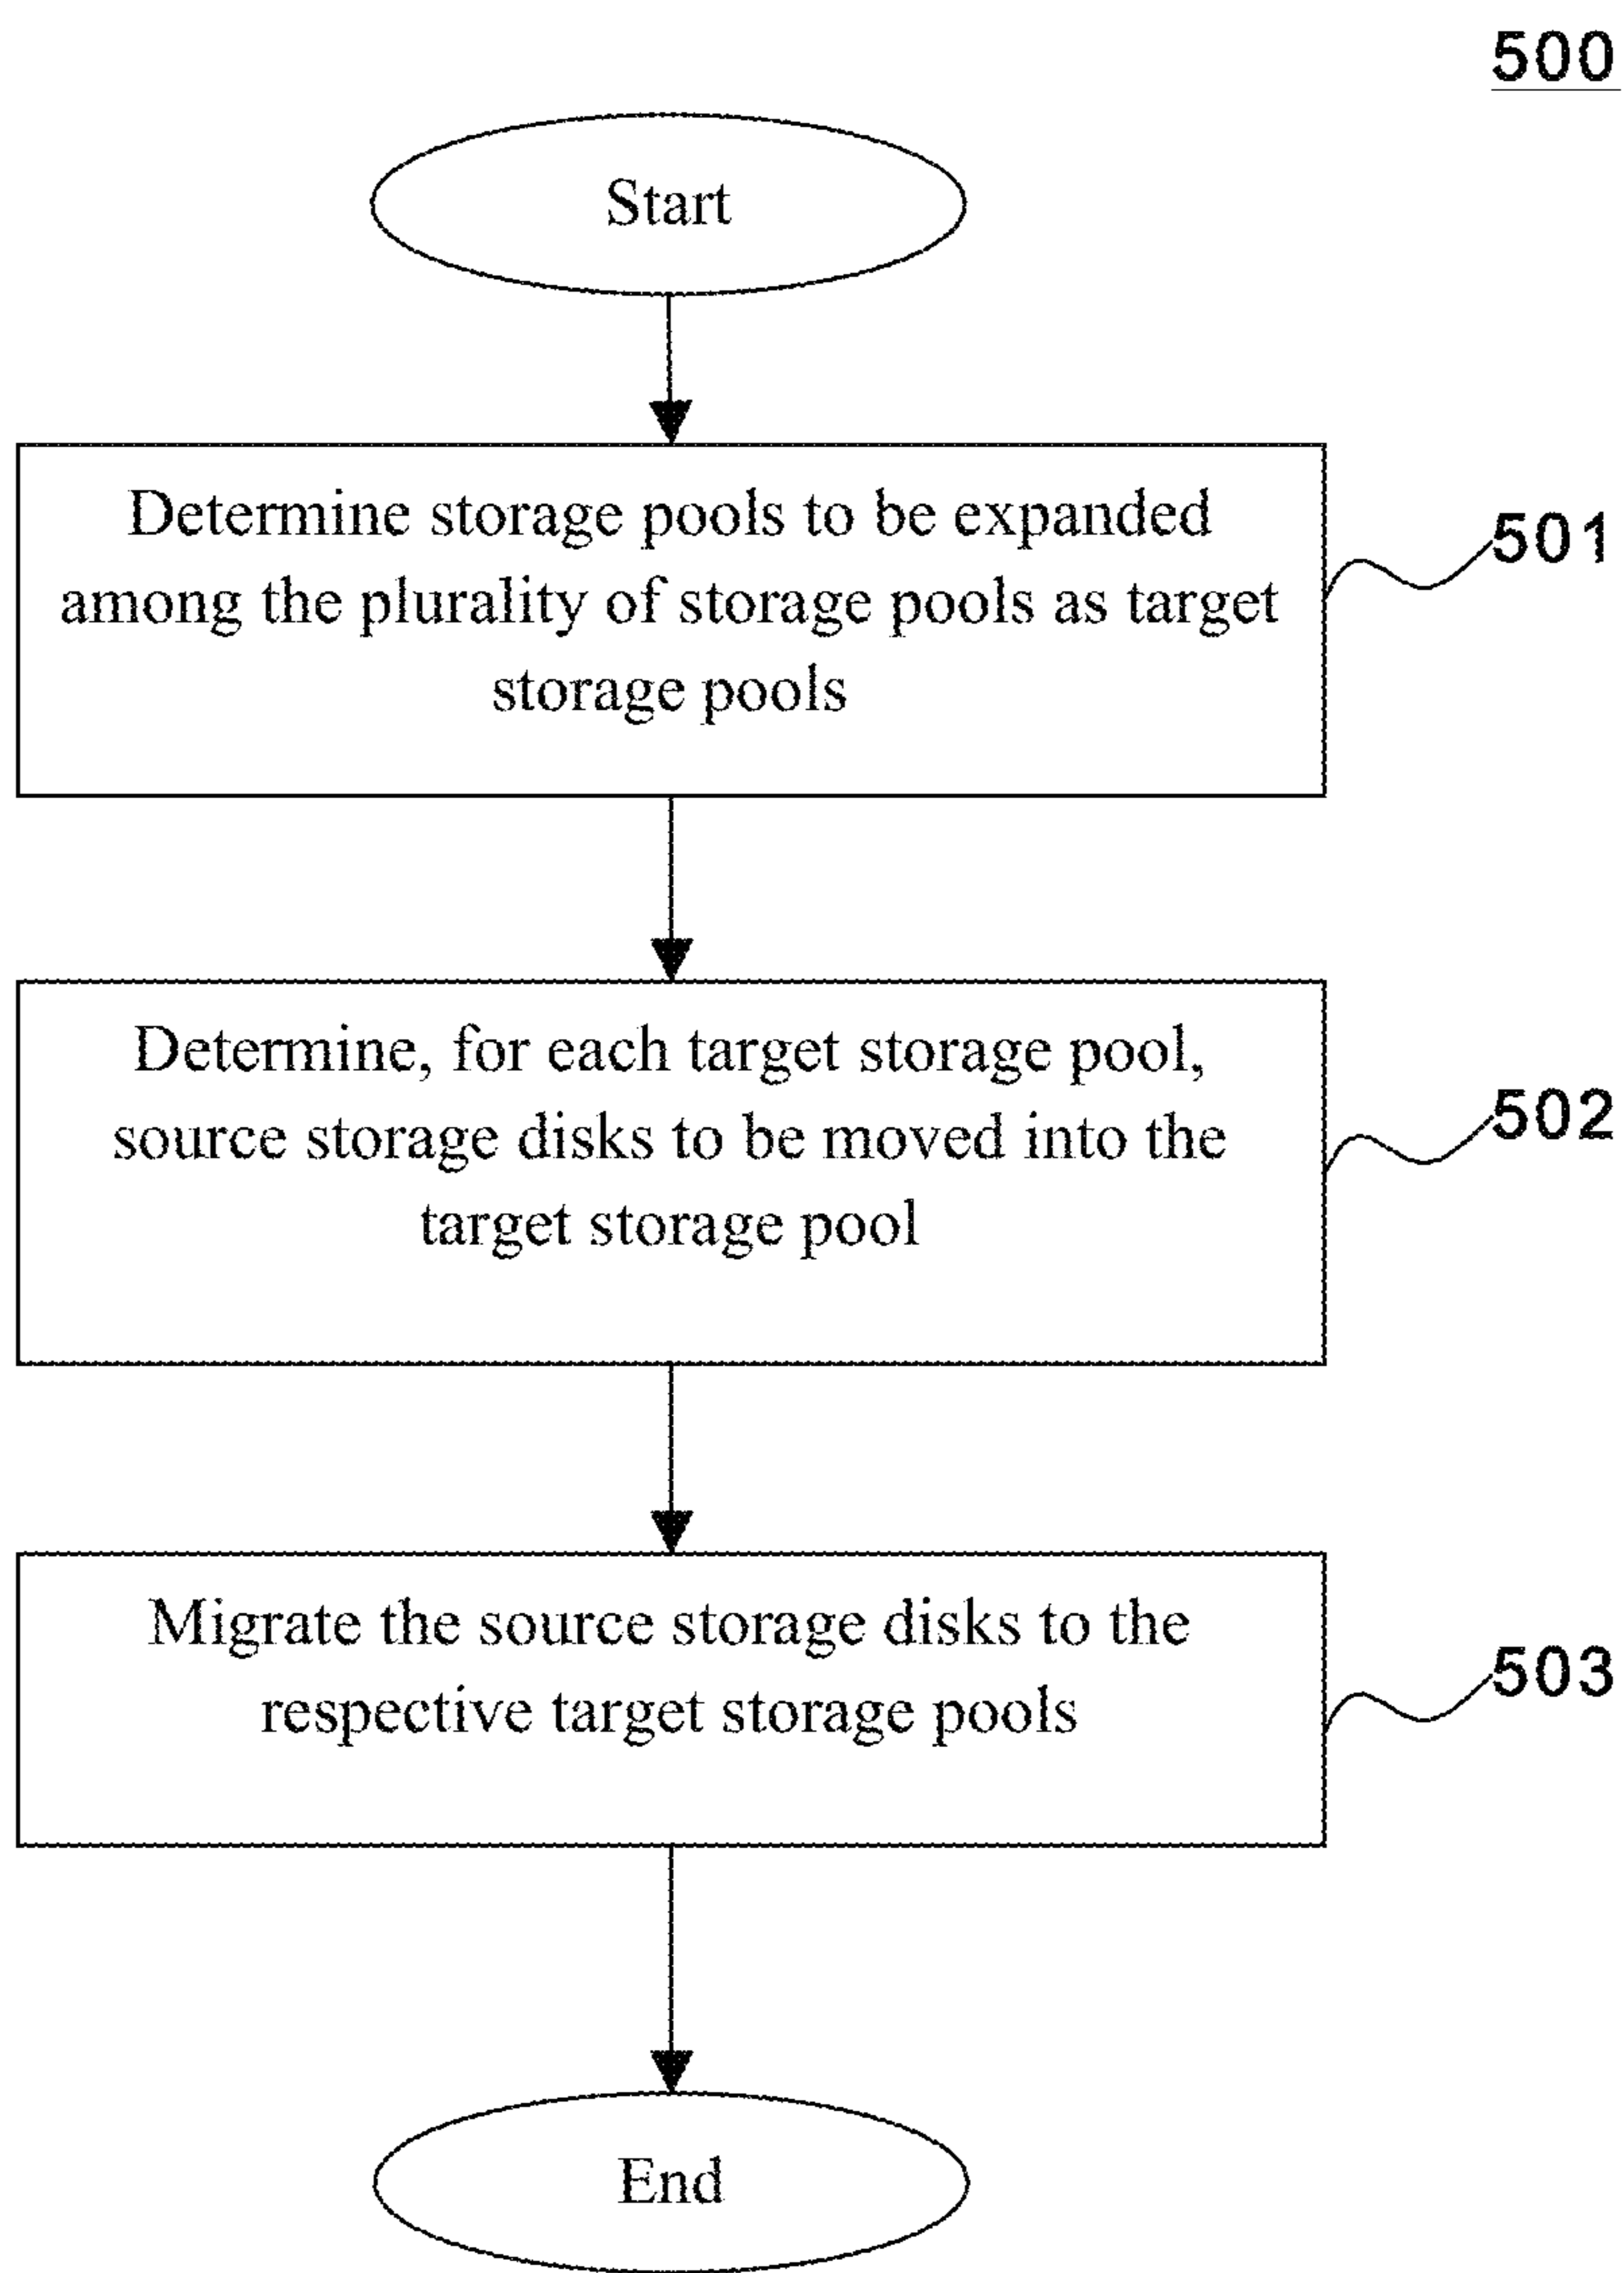 500
Start
Determine storage pools to be expanded
among the plurality of storage pools as target
storage pools
501
Determine, for each target storage pool,
source storage disks to be moved into the
target storage pool
502
Migrate the source storage disks to the
respective target storage pools
503
End